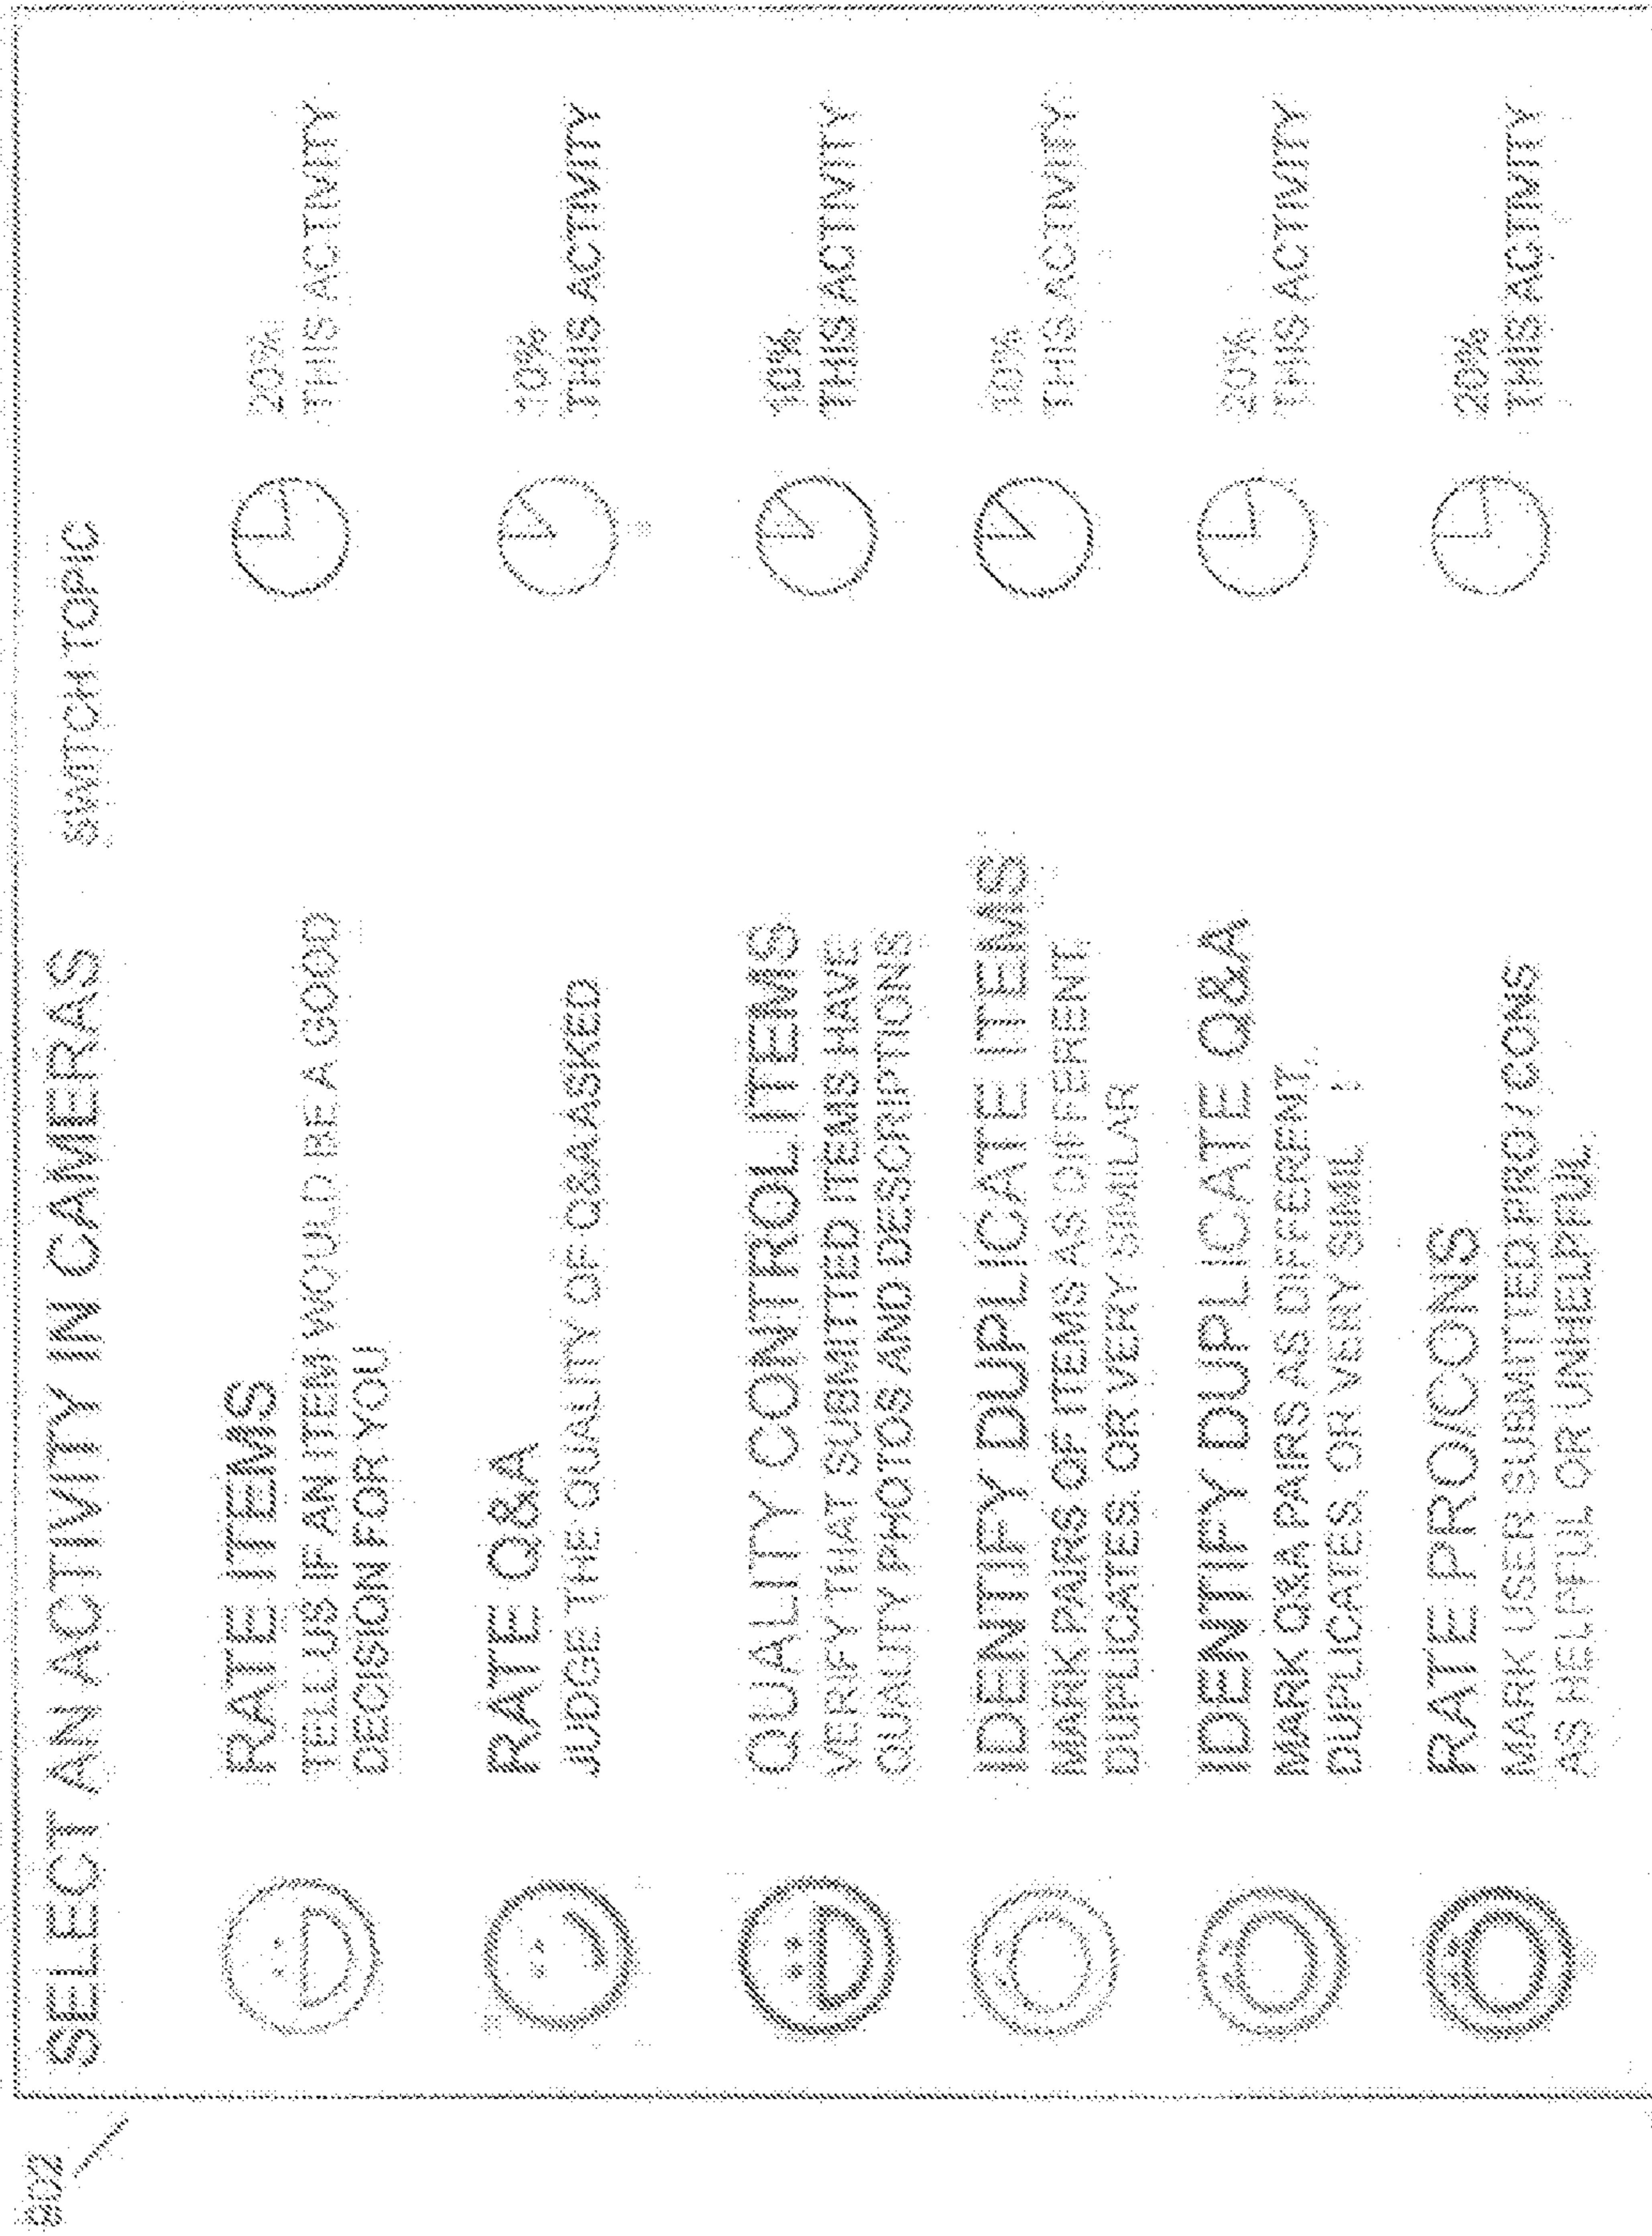 SELECT AN ACTIVITY IN CAMERAS SWITCH TOPIC
RATE ITEMS
TELL US IF AN ITEM WOULD BE A GOOD
DECISION FOR YOU
20%
THIS ACTIVITY
RATE Q&A
JUDGE THE QUALITY OF Q&A ASKED
10%
THIS ACTIVITY
QUALITY CONTROL ITEMS
VERIFY THAT SUBMITTED ITEMS HAVE
QUALITY PHOTOS AND DESCRIPTIONS
10%
THIS ACTIVITY
IDENTIFY DUPLICATE ITEMS
MARK PAIRS OF ITEMS AS DIFFERENT
DUPLICATES, OR VERY SIMILAR
10%
THIS ACTIVITY
IDENTIFY DUPLICATE Q&A
MARK Q&A PAIRS AS DIFFERENT,
DUPLICATES, OR VERY SIMIL
20%
THIS ACTIVITY
RATE PRO/CONS
MARK USER SUBMITTED PRO / CONS
AS HELPFUL OR UNHELPFUL.
20%
THIS ACTIVITY